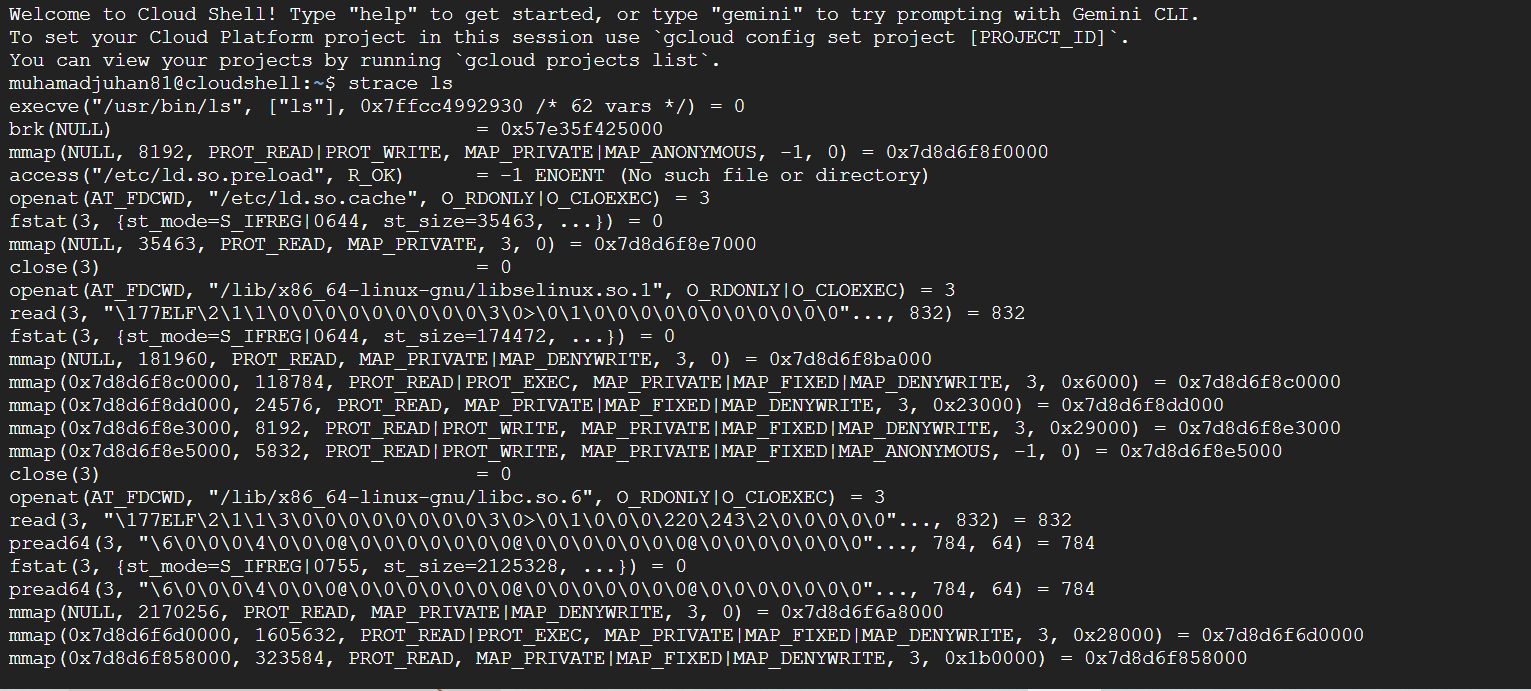 Welcome to Cloud Shell! Type "help" to get started, or type "gemini" to try prompting with Gemini CLI.
To set your Cloud Platform project in this session use `gcloud config set project [PROJECT_ID]`.
You can view your projects by running `gcloud projects list`.
muhamadjuhan81@cloudshell:~$ strace ls
execve("/usr/bin/ls", ["ls"], 0x7ffcc4992930 /* 62 vars */) = 0
brk(NULL)                               = 0x57e35f425000
mmap(NULL, 8192, PROT_READ|PROT_WRITE, MAP_PRIVATE|MAP_ANONYMOUS, -1, 0) = 0x7d8d6f8f0000
access("/etc/ld.so.preload", R_OK)      = -1 ENOENT (No such file or directory)
openat(AT_FDCWD, "/etc/ld.so.cache", O_RDONLY|O_CLOEXEC) = 3
fstat(3, {st_mode=S_IFREG|0644, st_size=35463, ...}) = 0
mmap(NULL, 35463, PROT_READ, MAP_PRIVATE, 3, 0) = 0x7d8d6f8e7000
close(3)                                = 0
openat(AT_FDCWD, "/lib/x86_64-linux-gnu/libselinux.so.1", O_RDONLY|O_CLOEXEC) = 3
read(3, "\177ELF\2\1\1\0\0\0\0\0\0\0\0\0\3\0>\0\1\0\0\0\0\0\0\0\0\0\0\0"..., 832) = 832
fstat(3, {st_mode=S_IFREG|0644, st_size=174472, ...}) = 0
mmap(NULL, 181960, PROT_READ, MAP_PRIVATE|MAP_DENYWRITE, 3, 0) = 0x7d8d6f8ba000
mmap(0x7d8d6f8c0000, 118784, PROT_READ|PROT_EXEC, MAP_PRIVATE|MAP_FIXED|MAP_DENYWRITE, 3, 0x6000) = 0x7d8d6f8c0000
mmap(0x7d8d6f8dd000, 24576, PROT_READ, MAP_PRIVATE|MAP_FIXED|MAP_DENYWRITE, 3, 0x23000) = 0x7d8d6f8dd000
mmap(0x7d8d6f8e3000, 8192, PROT_READ|PROT_WRITE, MAP_PRIVATE|MAP_FIXED|MAP_DENYWRITE, 3, 0x29000) = 0x7d8d6f8e3000
mmap(0x7d8d6f8e5000, 5832, PROT_READ|PROT_WRITE, MAP_PRIVATE|MAP_FIXED|MAP_ANONYMOUS, -1, 0) = 0x7d8d6f8e5000
close(3)                                = 0
openat(AT_FDCWD, "/lib/x86_64-linux-gnu/libc.so.6", O_RDONLY|O_CLOEXEC) = 3
read(3, "\177ELF\2\1\1\3\0\0\0\0\0\0\0\0\3\0>\0\1\0\0\0\220\243\2\0\0\0\0\0"..., 832) = 832
pread64(3, "\6\0\0\0\4\0\0\0@\0\0\0\0\0\0\0@\0\0\0\0\0\0\0@\0\0\0\0\0\0\0"..., 784, 64) = 784
fstat(3, {st_mode=S_IFREG|0755, st_size=2125328, ...}) = 0
pread64(3, "\6\0\0\0\4\0\0\0@\0\0\0\0\0\0\0@\0\0\0\0\0\0\0@\0\0\0\0\0\0\0"..., 784, 64) = 784
mmap(NULL, 2170256, PROT_READ, MAP_PRIVATE|MAP_DENYWRITE, 3, 0) = 0x7d8d6f6a8000
mmap(0x7d8d6f6d0000, 1605632, PROT_READ|PROT_EXEC, MAP_PRIVATE|MAP_FIXED|MAP_DENYWRITE, 3, 0x28000) = 0x7d8d6f6d0000
mmap(0x7d8d6f858000, 323584, PROT_READ, MAP_PRIVATE|MAP_FIXED|MAP_DENYWRITE, 3, 0x1b0000) = 0x7d8d6f858000